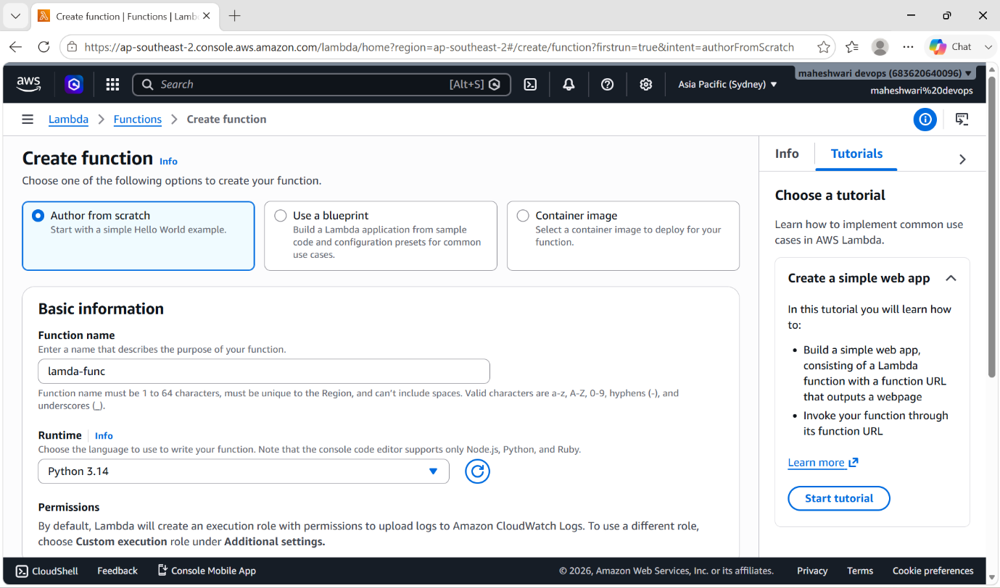 Create function | Functions | Lamb
https://ap-southeast-2.console.aws.amazon.com/lambda/home?region=ap-southeast-2#/create/function?firstrun=true&intent=authorFromScratch
Chat
aws
Search
[Alt+S]
Asia Pacific (Sydney)
maheshwari devops (683620640096)
maheshwari%20devops
Lambda
Functions
Create function
Create function Info
Choose one of the following options to create your function.
Author from scratch
Start with a simple Hello World example.
Use a blueprint
Build a Lambda application from sample
code and configuration presets for common
use cases.
Container image
Select a container image to deploy for your
function.
Basic information
Function name
Enter a name that describes the purpose of your function.
lamda-func
Function name must be 1 to 64 characters, must be unique to the Region, and can't include spaces. Valid characters are a-z, A-Z, 0-9, hyphens (-), and
underscores (_).
Runtime Info
Choose the language to use to write your function. Note that the console code editor supports only Node.js, Python, and Ruby.
Python 3.14
Permissions
By default, Lambda will create an execution role with permissions to upload logs to Amazon CloudWatch Logs. To use a different role,
choose Custom execution role under Additional settings.
Info
Tutorials
Choose a tutorial
Learn how to implement common use
cases in AWS Lambda.
Create a simple web app
In this tutorial you will learn how
to:
• Build a simple web app,
consisting of a Lambda
function with a function URL
that outputs a webpage
• Invoke your function through
its function URL
Learn more
Start tutorial
CloudShell
Feedback
Console Mobile App
© 2026, Amazon Web Services, Inc. or its affiliates.
Privacy
Terms
Cookie preferences